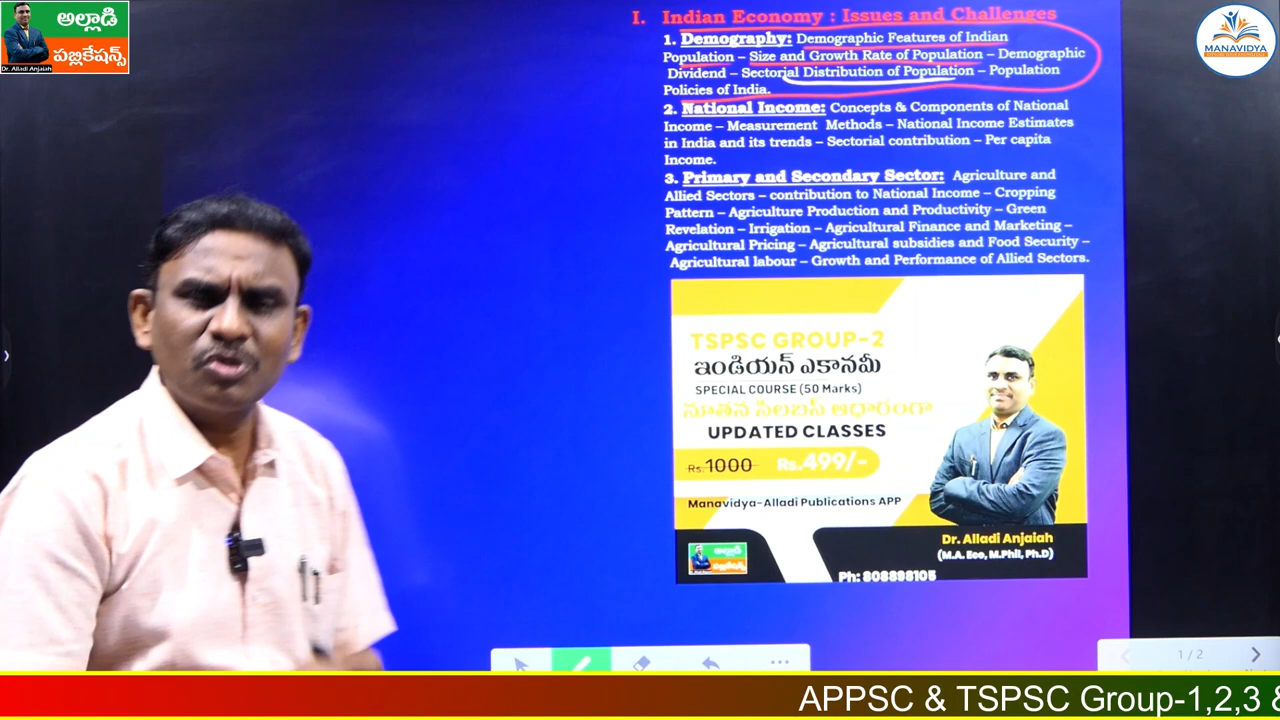 అల్లాడి
పబ్లికేషన్స్
Dr. Alladi Anjaiah
MANAVIDYA
I. Indian Economy : Issues and Challenges
1. Demography: Demographic Features of Indian
Population – Size and Growth Rate of Population – Demographic
Dividend – Sectorial Distribution of Population – Population
Policies of India.
2. National Income: Concepts & Components of National
Income – Measurement Methods – National Income Estimates
in India and its trends – Sectorial contribution – Per capita
Income.
3. Primary and Secondary Sector: Agriculture and
Allied Sectors – contribution to National Income – Cropping
Pattern – Agriculture Production and Productivity – Green
Revelation – Irrigation – Agricultural Finance and Marketing –
Agricultural Pricing – Agricultural subsidies and Food Security –
Agricultural labour – Growth and Performance of Allied Sectors.
TSPSC GROUP-2
ఇండియన్ ఎకానమీ
SPECIAL COURSE (50 Marks)
నూతన సిలబస్ ఆధారంగా
UPDATED CLASSES
Rs.1000 Rs.499/-
Manavidya-Alladi Publications APP
Dr. Alladi Anjaiah
(M.A. Eco, M.Phil, Ph.D)
Ph: 808898105
1 / 2
APPSC & TSPSC Group-1,2,3 &